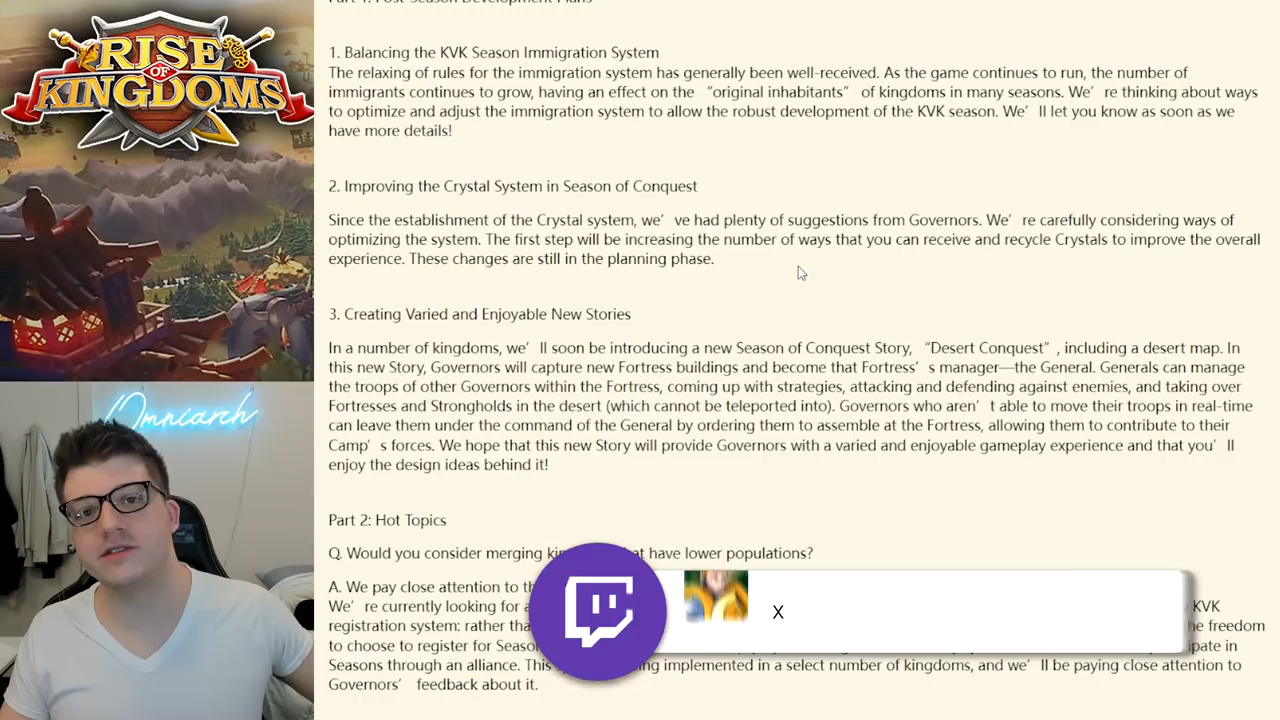 RISE
OF
KINGDOMS
Omniarch
1. Balancing the KVK Season Immigration System
The relaxing of rules for the immigration system has generally been well-received. As the game continues to run, the number of
immigrants continues to grow, having an effect on the “original inhabitants” of kingdoms in many seasons. We’re thinking about ways
to optimize and adjust the immigration system to allow the robust development of the KVK season. We’ll let you know as soon as we
have more details!
2. Improving the Crystal System in Season of Conquest
Since the establishment of the Crystal system, we’ve had plenty of suggestions from Governors. We’re carefully considering ways of
optimizing the system. The first step will be increasing the number of ways that you can receive and recycle Crystals to improve the overall
experience. These changes are still in the planning phase.
3. Creating Varied and Enjoyable New Stories
In a number of kingdoms, we’ll soon be introducing a new Season of Conquest Story, “Desert Conquest”, including a desert map. In
this new Story, Governors will capture new Fortress buildings and become that Fortress’s manager—the General. Generals can manage
the troops of other Governors within the Fortress, coming up with strategies, attacking and defending against enemies, and taking over
Fortresses and Strongholds in the desert (which cannot be teleported into). Governors who aren’t able to move their troops in real-time
can leave them under the command of the General by ordering them to assemble at the Fortress, allowing them to contribute to their
Camp’s forces. We hope that this new Story will provide Governors with a varied and enjoyable gameplay experience and that you’ll
enjoy the design ideas behind it!
Part 2: Hot Topics
Q. Would you consider merging have lower populations?
A. We pay close attention to
We’re currently looking for KVK
registration system: rather freedom
to choose to register for
Seasons through an alliance. being implemented in a select number of kingdoms, and we’ll be paying close attention to
Governors’ feedback about it.
X